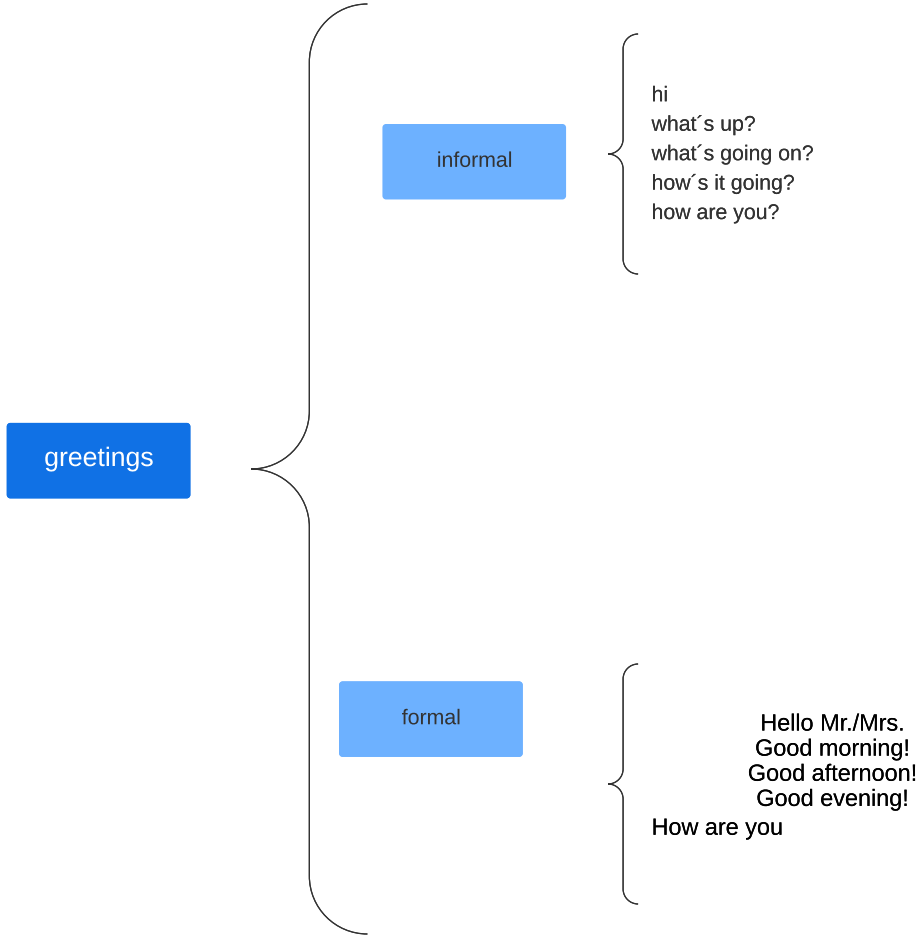 greetings
informal
hi
what´s up?
what´s going on?
how´s it going?
how are you?
formal
Hello Mr./Mrs.
Good morning!
Good afternoon!
Good evening!
How are you